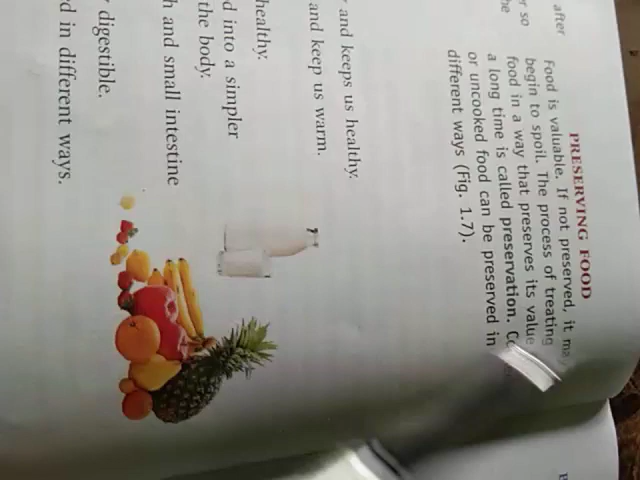 after
r so
he
PRESERVING FOOD
Food is valuable. If not preserved, it
begin to spoil. The process of treating
food in a way that preserves its value
a long time is called preservation.
or uncooked food can be preserved in
different ways (Fig. 1.7).
and keeps us healthy.
and keep us warm.
healthy.
d into a simpler
the body.
h and small intestine
digestible.
d in different ways.